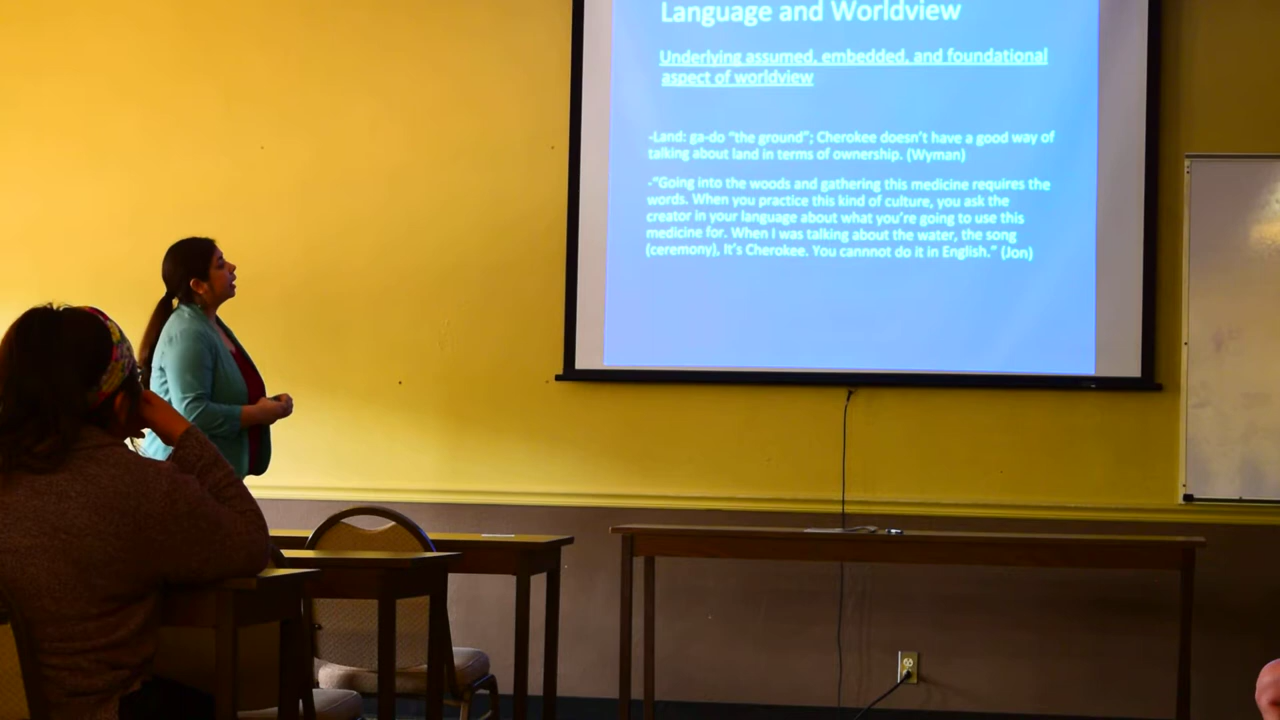 Language and Worldview
Underlying assumed, embedded, and foundational
aspect of worldview
-Land: ga-do “the ground”; Cherokee doesn’t have a good way of
talking about land in terms of ownership. (Wyman)
-“Going into the woods and gathering this medicine requires the
words. When you practice this kind of culture, you ask the
creator in your language about what you’re going to use this
medicine for. When I was talking about the water, the song
(ceremony), It’s Cherokee. You cannnot do it in English.” (Jon)